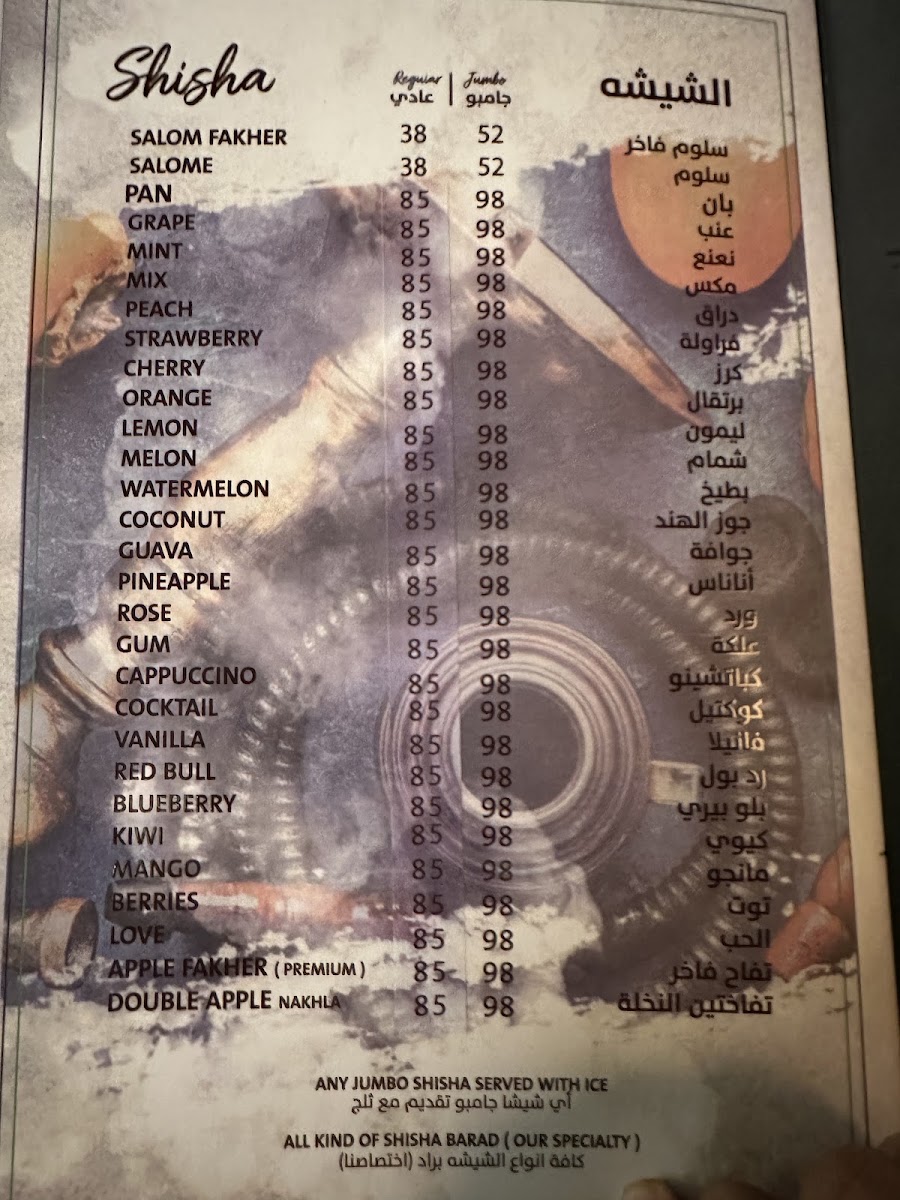 Shisha Regular | Jumbo الشيشه
عادي | جامبو
SALOM FAKHER 38 52 سلوم فاخر
SALOME 38 52 سلوم
PAN 85 98 بان
GRAPE 85 98 عنب
MINT 85 98 نعنع
MIX 85 98 مكس
PEACH 85 98 دراق
STRAWBERRY 85 98 فراولة
CHERRY 85 98 كرز
ORANGE 85 98 برتقال
LEMON 85 98 ليمون
MELON 85 98 شمام
WATERMELON 85 98 بطيخ
COCONUT 85 98 جوز الهند
GUAVA 85 98 جوافة
PINEAPPLE 85 98 أناناس
ROSE 85 98 ورد
GUM 85 98 علكة
CAPPUCCINO 85 98 كباتشينو
COCKTAIL 85 98 كوكتيل
VANILLA 85 98 فانيلا
RED BULL 85 98 رد بول
BLUEBERRY 85 98 بلو بيري
KIWI 85 98 كيوي
MANGO 85 98 مانجو
BERRIES 85 98 توت
LOVE 85 98 الحب
APPLE FAKHER ( PREMIUM ) 85 98 تفاح فاخر
DOUBLE APPLE NAKHLA 85 98 تفاحتين النخلة
ANY JUMBO SHISHA SERVED WITH ICE
أي شيشا جامبو تقديم مع ثلج
ALL KIND OF SHISHA BARAD ( OUR SPECIALTY )
كافة انواع الشيشه براد (اختصاصنا)